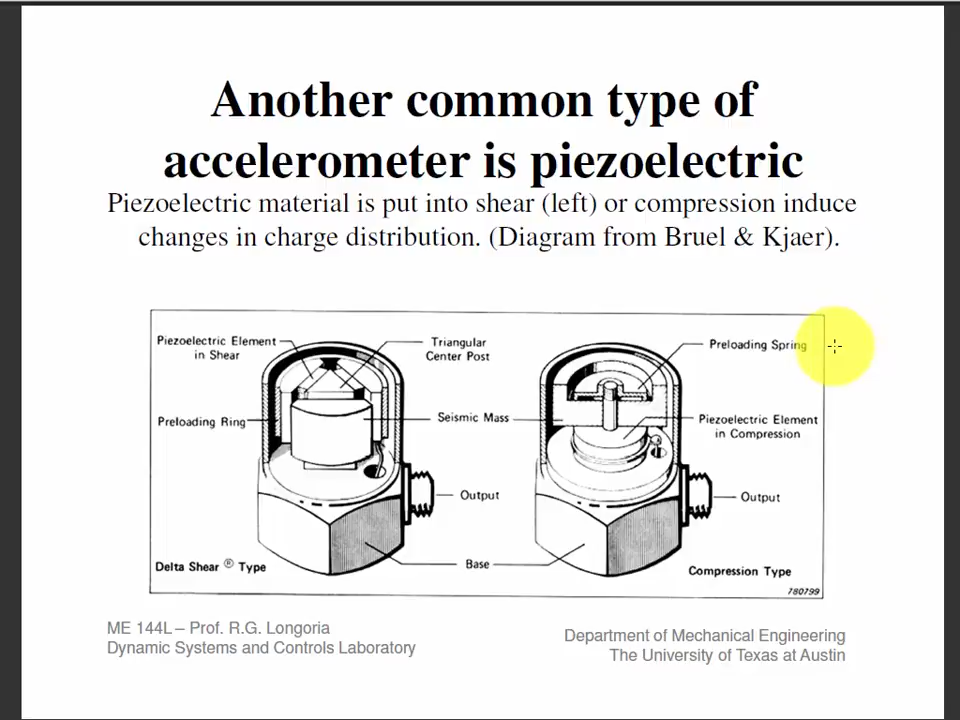 Another common type of
accelerometer is piezoelectric
Piezoelectric material is put into shear (left) or compression induce
changes in charge distribution. (Diagram from Bruel & Kjaer).
Piezoelectric Element
in Shear
Triangular
Center Post
Preloading Spring
Preloading Ring
Seismic Mass
Piezoelectric Element
in Compression
Output
Output
Delta Shear ® Type
Base
Compression Type
780799
ME 144L – Prof. R.G. Longoria
Dynamic Systems and Controls Laboratory
Department of Mechanical Engineering
The University of Texas at Austin